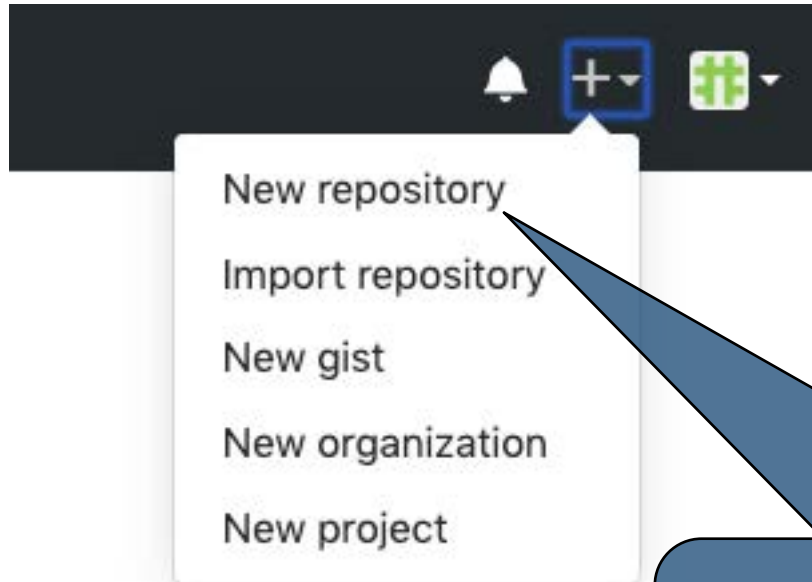 New repository
Import repository
New gist
New organization
New project